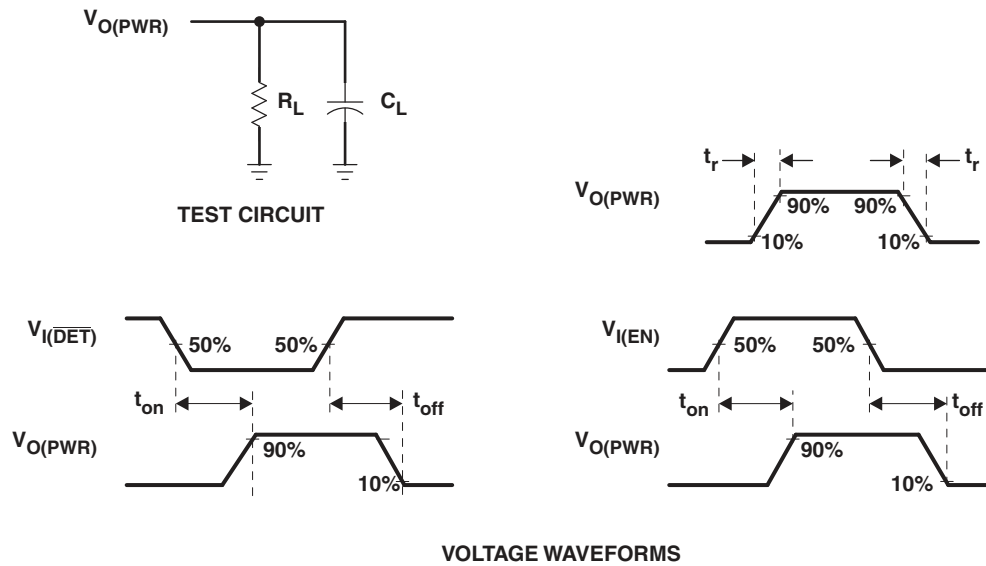 V_O(PWR)
R_L
C_L
TEST CIRCUIT
t_r
t_r
V_O(PWR)
90%
90%
10%
10%
V_I(D̅E̅T̅)
50%
50%
t_on
t_off
V_O(PWR)
90%
10%
V_I(EN)
50%
50%
t_on
t_off
V_O(PWR)
90%
10%
VOLTAGE WAVEFORMS